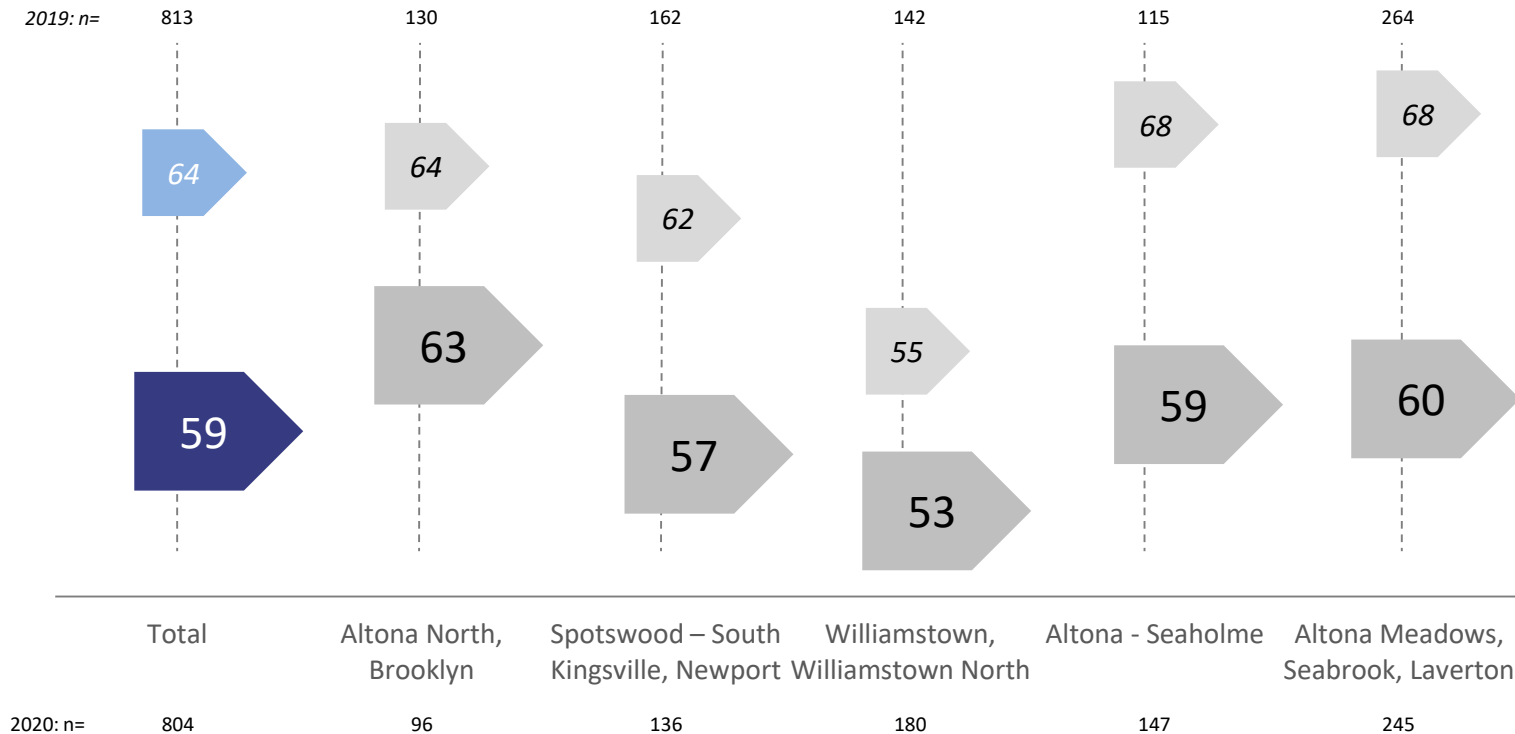 2019: n= 813 130 162 142 115 264
64 64 62 55 68 68
59 63 57 53 59 60
Total Altona North, Spotswood – South Williamstown, Altona - Seaholme Altona Meadows,
Brooklyn Kingsville, Newport Williamstown North Seabrook, Laverton
2020: n= 804 96 136 180 147 245